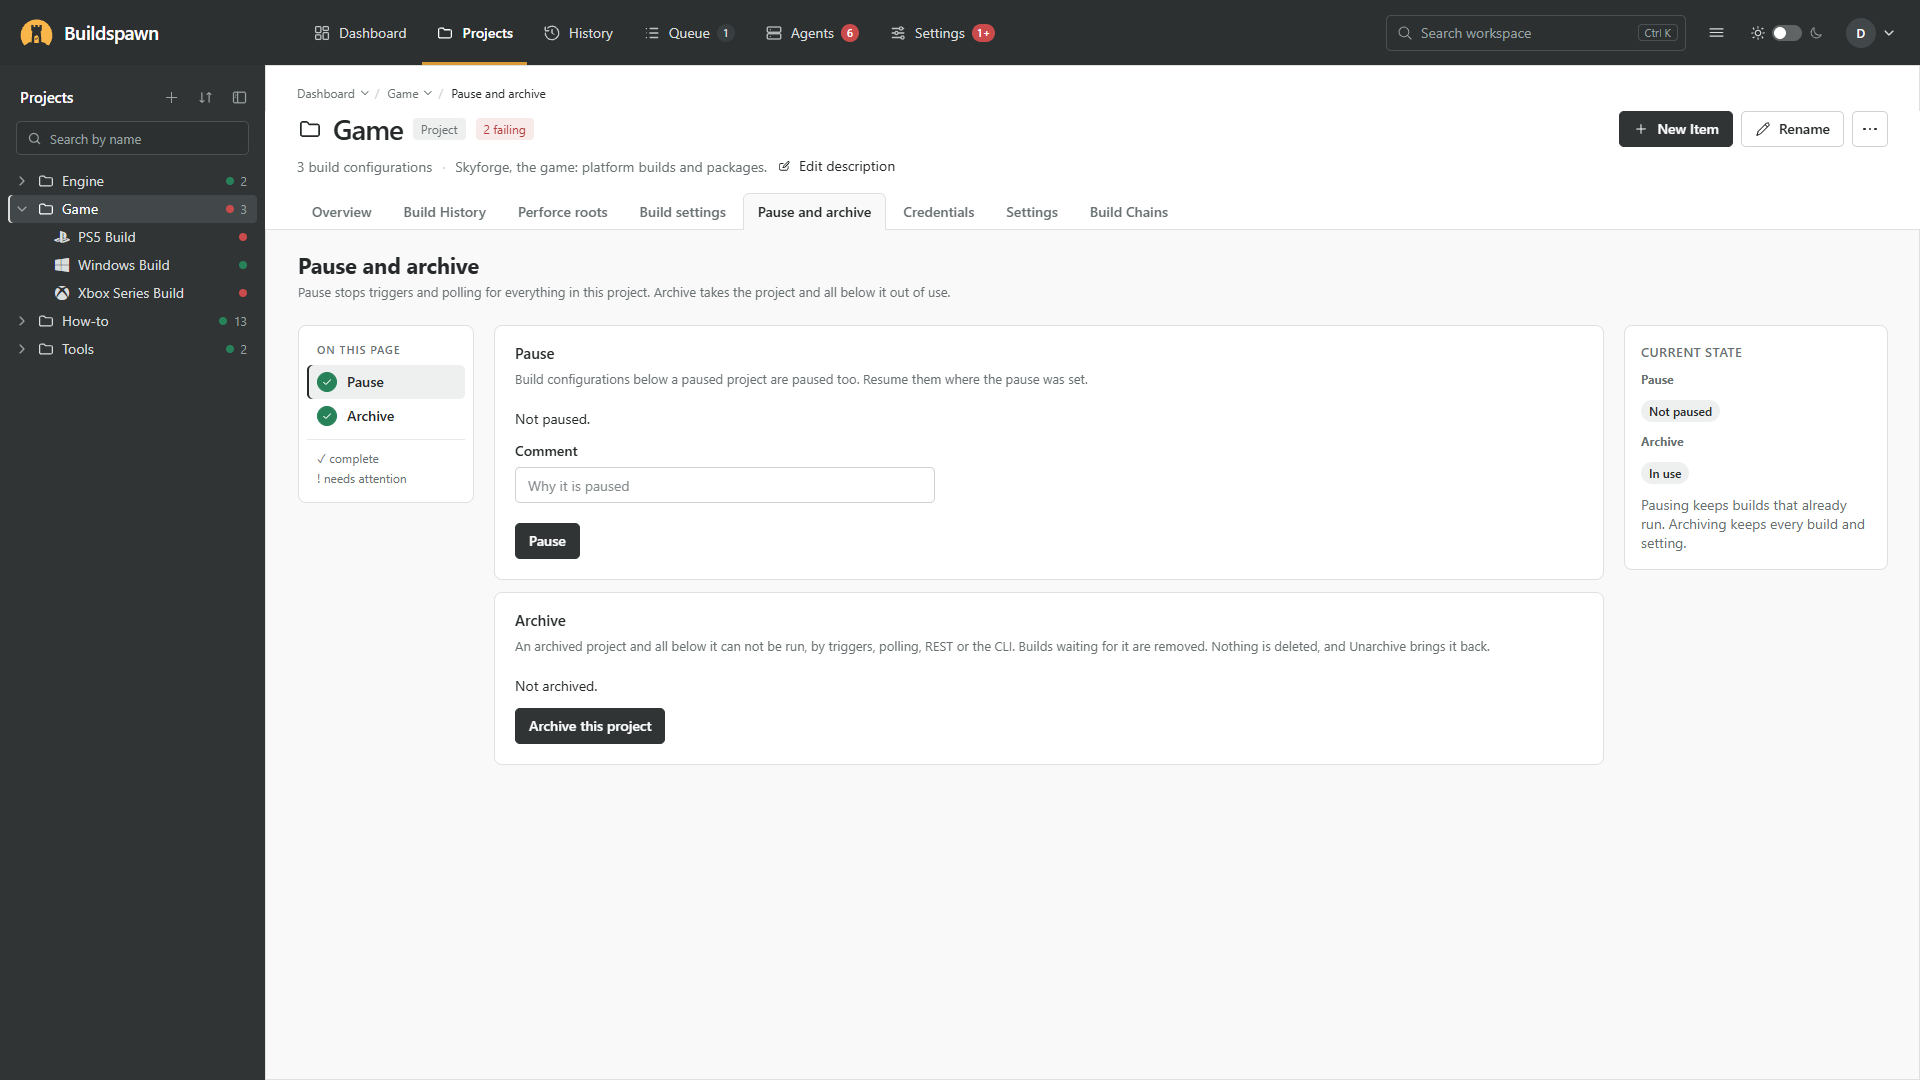 Buildspawn
Dashboard
Projects
History
Queue 1
Agents 6
Settings 1+
Search workspace Ctrl K
D
Projects
Search by name
Engine 2
Game 3
PS5 Build
Windows Build
Xbox Series Build
How-to 13
Tools 2
Dashboard / Game / Pause and archive
Game Project 2 failing
New Item
Rename
3 build configurations · Skyforge, the game: platform builds and packages. Edit description
Overview
Build History
Perforce roots
Build settings
Pause and archive
Credentials
Settings
Build Chains
Pause and archive
Pause stops triggers and polling for everything in this project. Archive takes the project and all below it out of use.
ON THIS PAGE
Pause
Archive
✓ complete
! needs attention
Pause
Build configurations below a paused project are paused too. Resume them where the pause was set.
Not paused.
Comment
Why it is paused
Pause
Archive
An archived project and all below it can not be run, by triggers, polling, REST or the CLI. Builds waiting for it are removed. Nothing is deleted, and Unarchive brings it back.
Not archived.
Archive this project
CURRENT STATE
Pause
Not paused
Archive
In use
Pausing keeps builds that already
run. Archiving keeps every build and
setting.